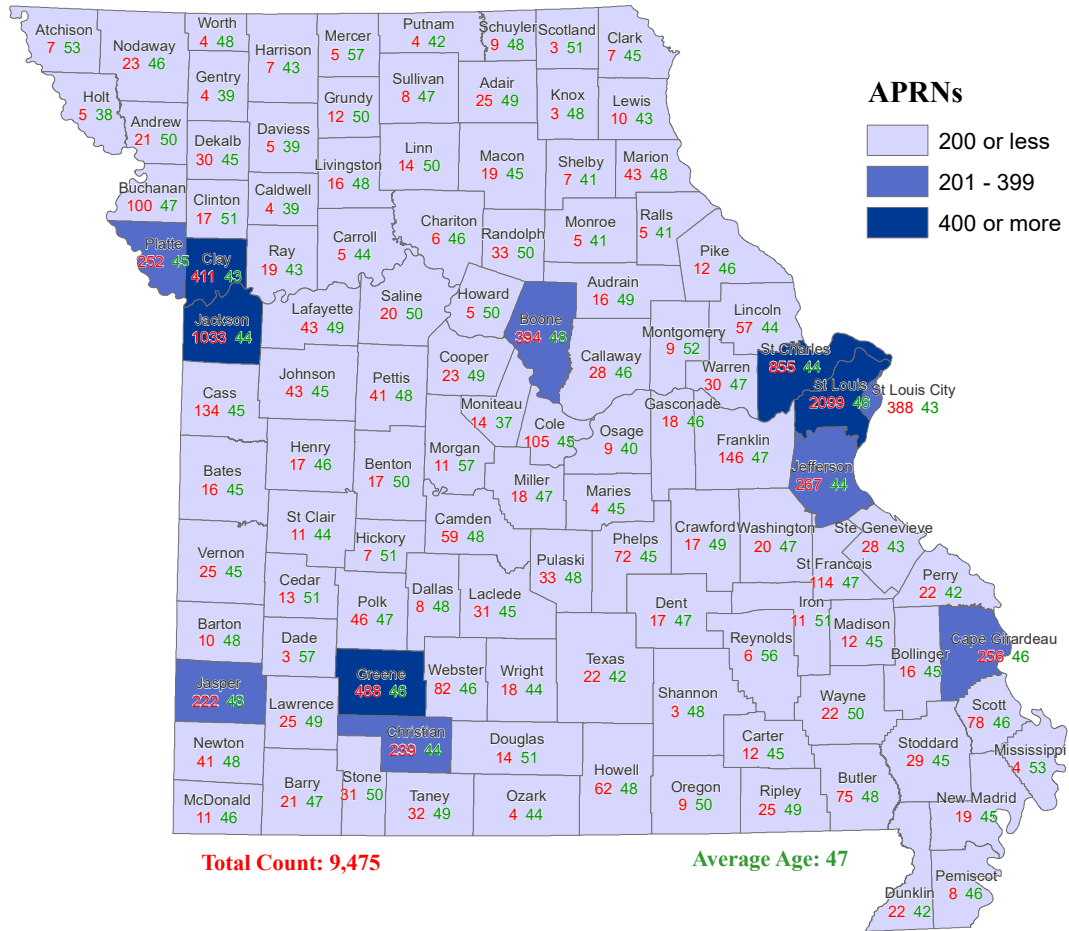 Atchison
7 53
Nodaway
23 46
Worth
4 48
Harrison
7 43
Mercer
5 57
Putnam
4 42
Schuyler
9 48
Scotland
3 51
Clark
7 45
Holt
5 38
Andrew
21 50
Gentry
4 39
Dekalb
30 45
Daviess
5 39
Grundy
12 50
Sullivan
8 47
Adair
25 49
Knox
3 48
Lewis
10 43
APRNs
200 or less
201 - 399
400 or more
Buchanan
100 47
Clinton
17 51
Caldwell
4 39
Livingston
16 48
Linn
14 50
Macon
19 45
Shelby
7 41
Marion
43 48
Platte
252 45
Clay
411 43
Ray
19 43
Carroll
5 44
Chariton
6 46
Randolph
33 50
Monroe
5 41
Ralls
5 41
Pike
12 46
Jackson
1033 44
Lafayette
43 49
Saline
20 50
Howard
5 50
Boone
394 48
Audrain
16 49
Montgomery
9 52
Lincoln
57 44
Warren
30 47
St Charles
855 44
St Louis
2099 46
St Louis City
388 43
Cass
134 45
Johnson
43 45
Pettis
41 48
Cooper
23 49
Moniteau
14 37
Cole
105 45
Callaway
28 46
Osage
9 40
Gasconade
18 46
Franklin
146 47
Jefferson
287 44
Bates
16 45
Henry
17 46
Benton
17 50
Morgan
11 57
Miller
18 47
Maries
4 45
St Clair
11 44
Hickory
7 51
Camden
59 48
Pulaski
33 48
Phelps
72 45
Crawford
17 49
Washington
20 47
Ste Genevieve
28 43
St Francois
114 47
Perry
22 42
Vernon
25 45
Cedar
13 51
Polk
46 47
Dallas
8 48
Laclede
31 45
Dent
17 47
Iron
11 51
Madison
12 45
Reynolds
6 56
Bollinger
16 45
Cape Girardeau
256 46
Barton
10 48
Dade
3 57
Greene
488 46
Webster
82 46
Wright
18 44
Texas
22 42
Shannon
3 48
Wayne
22 50
Scott
78 46
Jasper
222 48
Lawrence
25 49
Christian
239 44
Douglas
14 51
Howell
62 48
Carter
12 45
Stoddard
29 45
Mississippi
4 53
Newton
41 48
Barry
21 47
Stone
31 50
Taney
32 49
Ozark
4 44
Oregon
9 50
Ripley
25 49
Butler
75 48
New Madrid
19 45
McDonald
11 46
Dunklin
22 42
Pemiscot
8 46
Total Count: 9,475
Average Age: 47